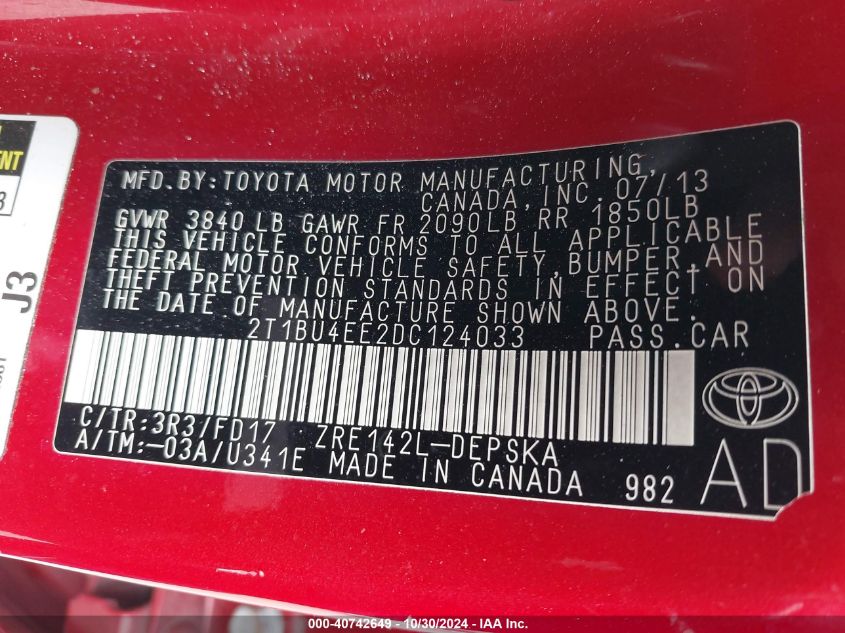 MFD.BY:TOYOTA MOTOR MANUFACTURING,
CANADA, INC. 07/13
GVWR 3840 LB GAWR FR 2090LB RR 1850LB
THIS VEHICLE CONFORMS TO ALL APPLICABLE
FEDERAL MOTOR VEHICLE SAFETY, BUMPER, AND
THEFT PREVENTION STANDARDS IN EFFECT ON
THE DATE OF MANUFACTURE SHOWN ABOVE.
2T1BU4EE2DC124033 PASS.CAR
C/TR:3R3/FD17 ZRE142L-DEPSKA
A/TM:-03A/U341E MADE IN CANADA 982
AD
J3
000-40742649 - 10/30/2024 - IAA Inc.